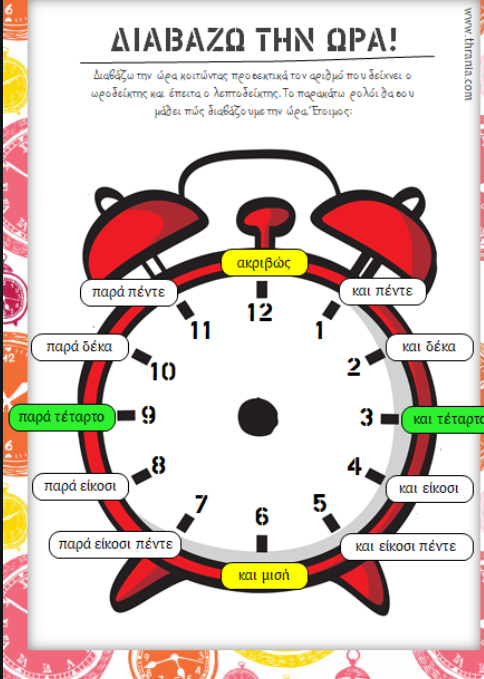 ΔΙΑΒΑΖΩ ΤΗΝ ΩΡΑ!
www.thrania.com
Διαβάζω την ώρα κοιτώντας προσεκτικά τον αριθμό που δείχνει ο
ωροδείκτης και έπειτα ο λεπτοδείκτης. Το παρακάτω ρολόι θα σου
μάθει πώς διαβάζουμε την ώρα. Έτοιμος;
ακριβώς
παρά πέντε
και πέντε
12
11
1
παρά δέκα
και δέκα
10
2
παρά τέταρτο
9
3
και τέταρτο
8
4
παρά είκοσι
και είκοσι
7
6
5
παρά είκοσι πέντε
και είκοσι πέντε
και μισή